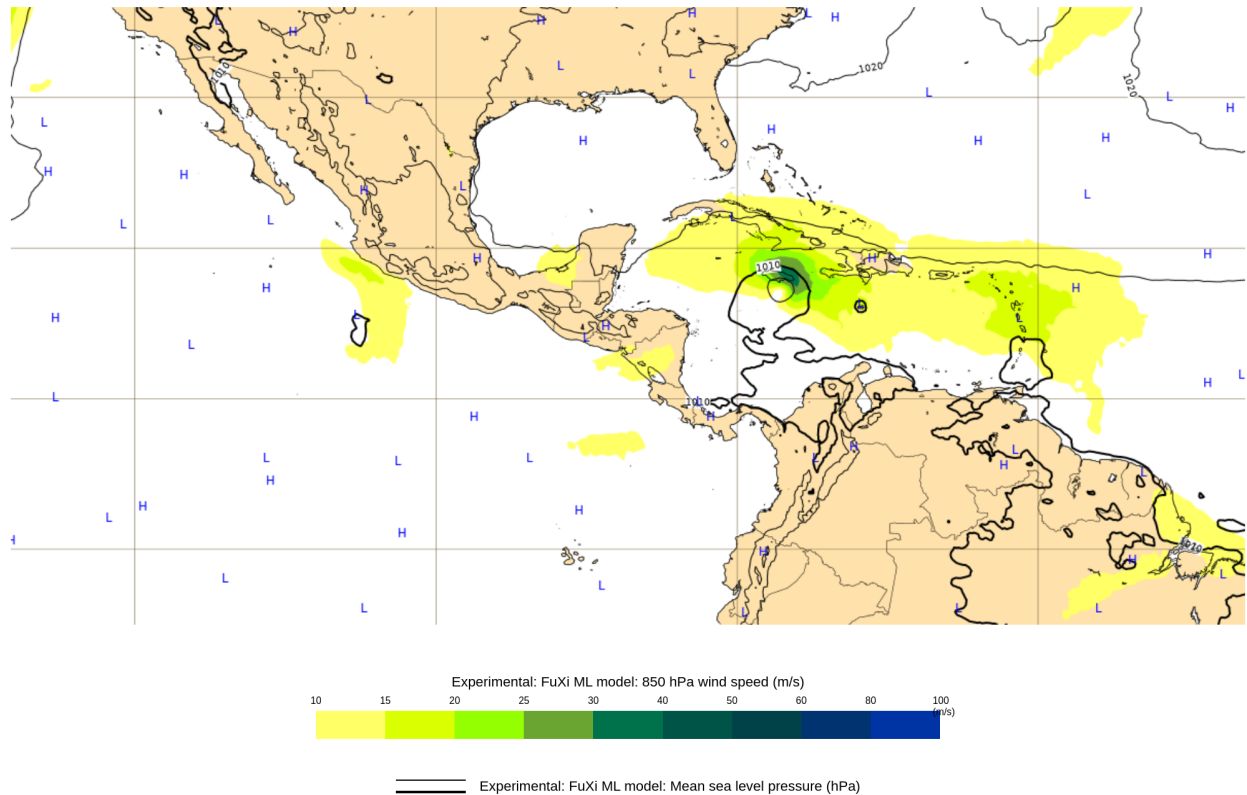 L H H H L H
1020
L L L
1010
1020
L L L H
L H H H H
H H H L L L
L L L
H H H
1010
H H H
L L
H H
L L
L H H L
L 1010 H
H H
L L L L L H L
H
H H
L H 1010
H H H L
L L L L L L
Experimental: FuXi ML model: 850 hPa wind speed (m/s)
10 15 20 25 30 40 50 60 80 100
(m/s)
Experimental: FuXi ML model: Mean sea level pressure (hPa)